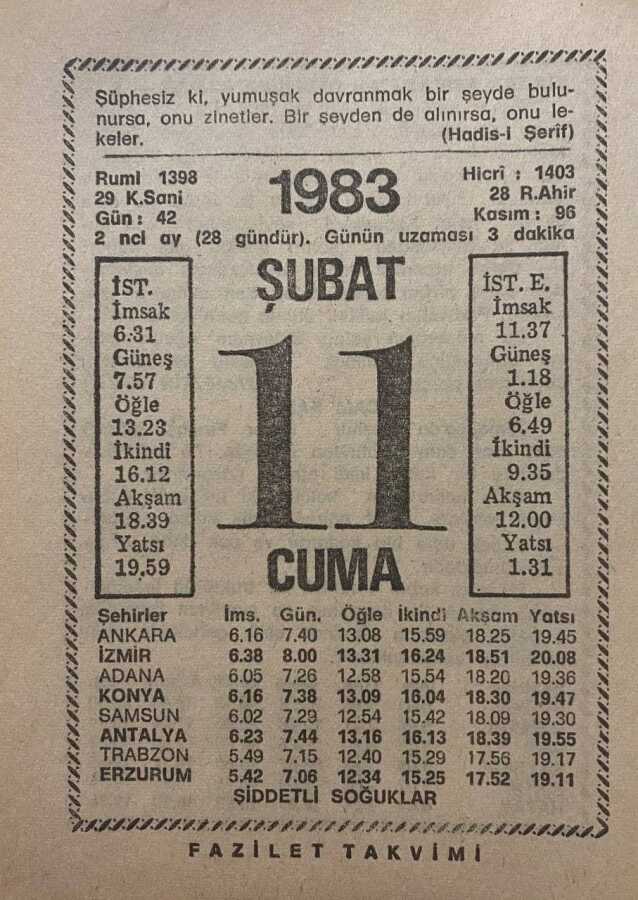 Şüphesiz ki, yumuşak davranmak bir şeyde bulu-
nursa, onu zinetler. Bir şeyden de alınırsa, onu le-
keler. (Hadis-i Şerîf)
Rumî 1398
29 K.Sani
Gün: 42
1983
Hicrî : 1403
28 R.Ahir
Kasım : 96
2 nci ay (28 gündür). Günün uzaması 3 dakika
İST.
İmsak
6.31
Güneş
7.57
Öğle
13.23
İkindi
16.12
Akşam
18.39
Yatsı
19.59
ŞUBAT
11
CUMA
İST. E.
İmsak
11.37
Güneş
1.18
Öğle
6.49
İkindi
9.35
Akşam
12.00
Yatsı
1.31
Şehirler İms. Gün. Öğle İkindi Akşam Yatsı
ANKARA 6.16 7.40 13.08 15.59 18.25 19.45
İZMİR 6.38 8.00 13.31 16.24 18.51 20.08
ADANA 6.05 7.26 12.58 15.54 18.20 19.36
KONYA 6.16 7.38 13.09 16.04 18.30 19.47
SAMSUN 6.02 7.29 12.54 15.42 18.09 19.30
ANTALYA 6.23 7.44 13.16 16.13 18.39 19.55
TRABZON 5.49 7.15 12.40 15.29 17.56 19.17
ERZURUM 5.42 7.06 12.34 15.25 17.52 19.11
ŞİDDETLİ SOĞUKLAR
FAZİLET TAKVİMİ